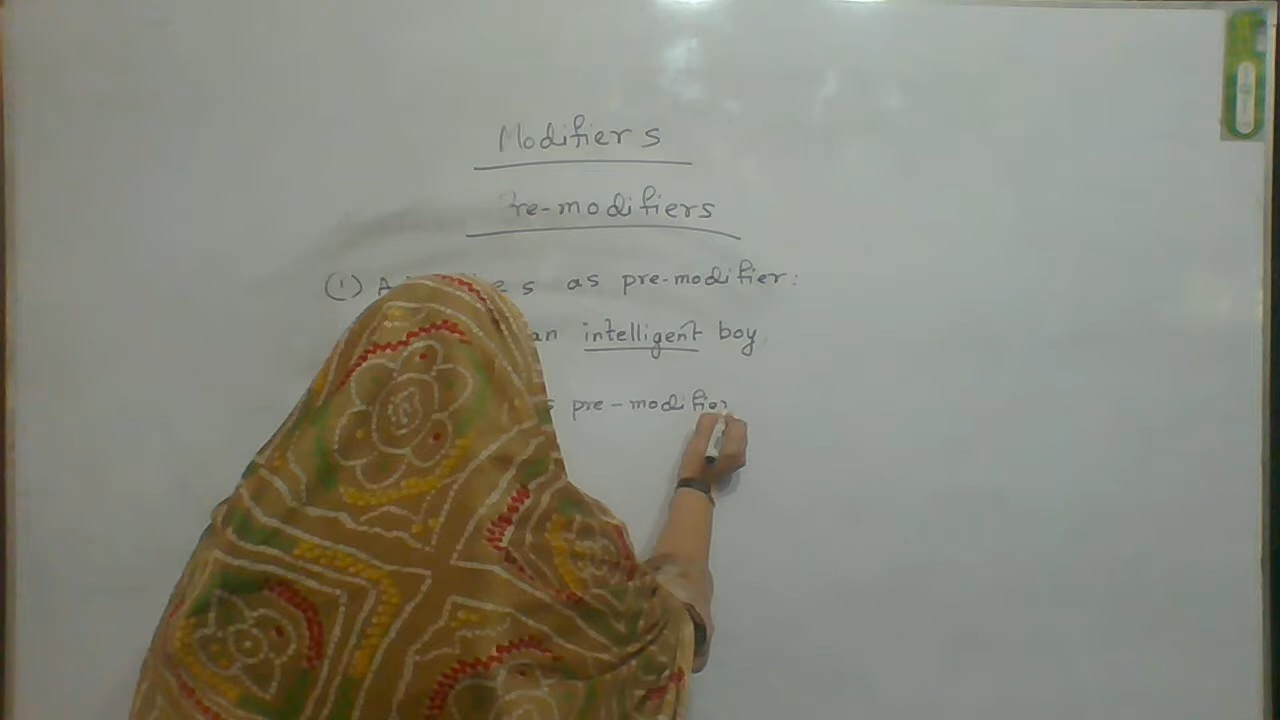 Modifiers
Pre-modifiers
(1) as pre-modifier:
an intelligent boy
pre-modifier